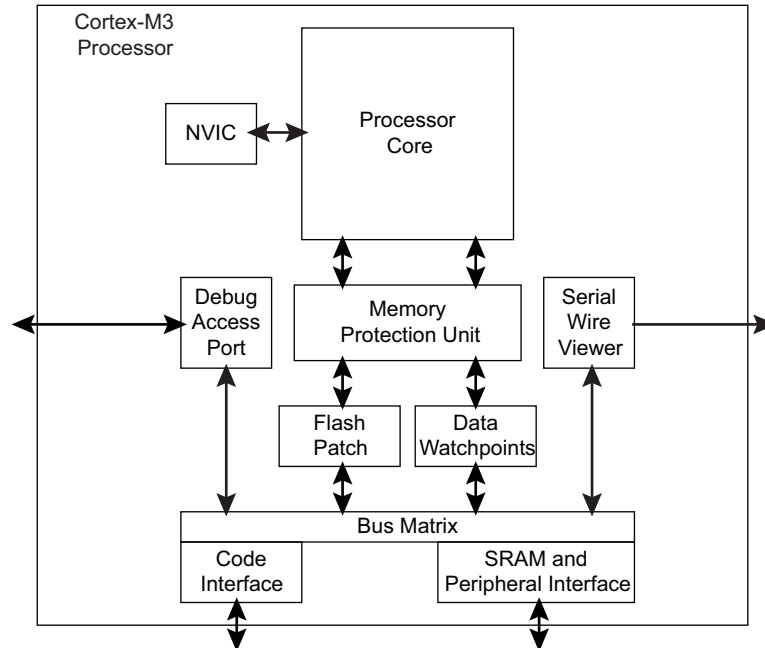 Cortex-M3
Processor
NVIC
Processor
Core
Debug
Access
Port
Memory
Protection Unit
Serial
Wire
Viewer
Flash
Patch
Data
Watchpoints
Bus Matrix
Code
Interface
SRAM and
Peripheral Interface